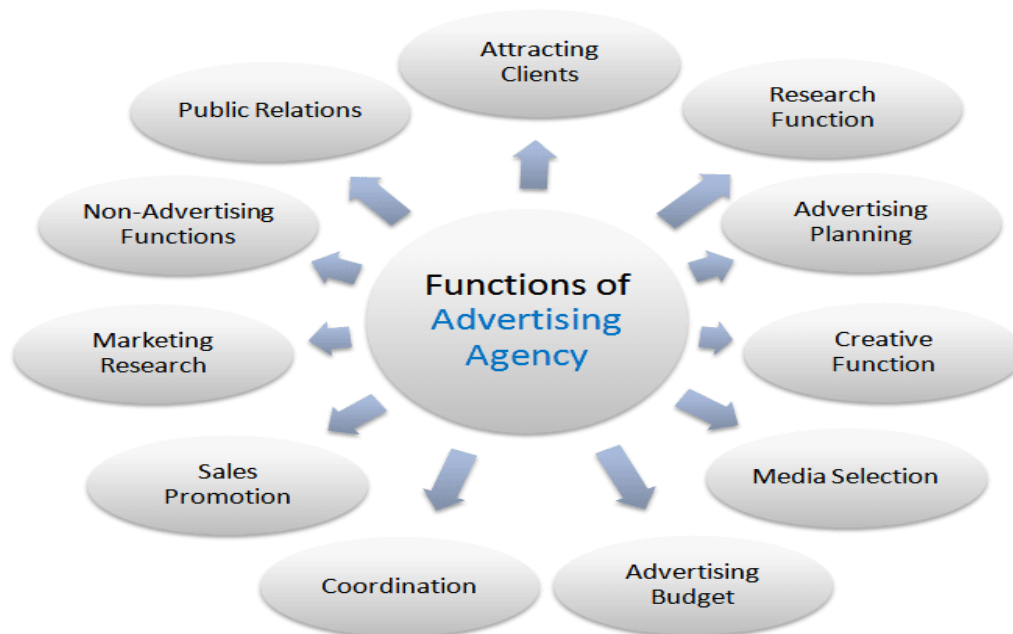 Functions of
Advertising
Agency
Attracting
Clients
Research
Function
Advertising
Planning
Creative
Function
Media Selection
Advertising
Budget
Coordination
Sales
Promotion
Marketing
Research
Non-Advertising
Functions
Public Relations